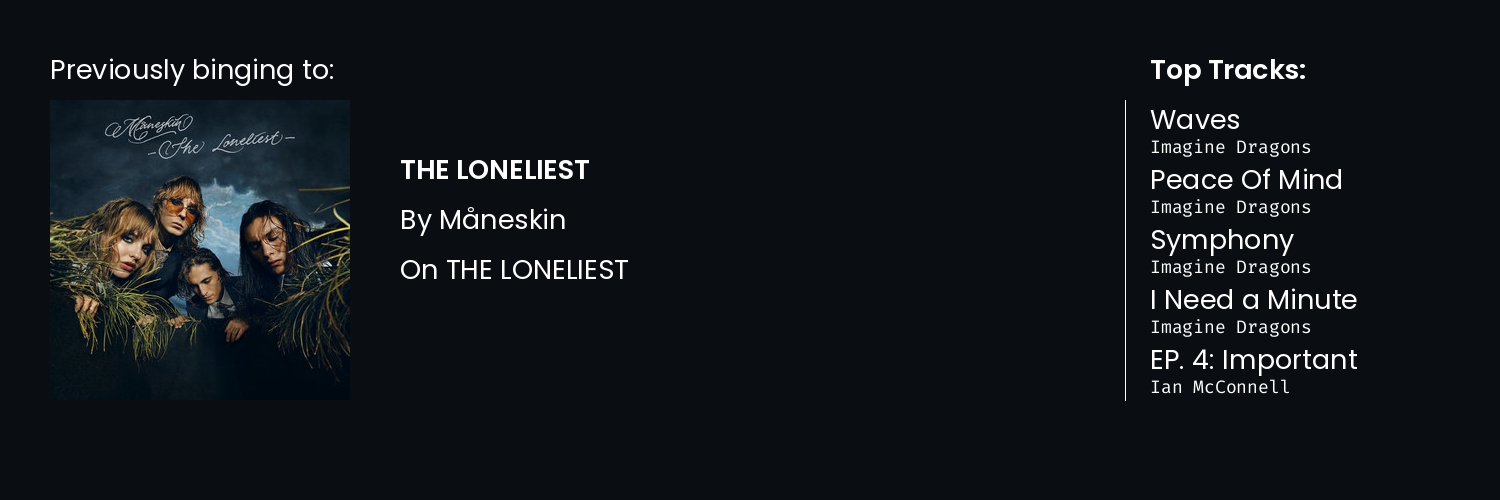 Previously binging to:
Måneskin
-The Loneliest-
THE LONELIEST
By Måneskin
On THE LONELIEST
Top Tracks:
Waves
Imagine Dragons
Peace Of Mind
Imagine Dragons
Symphony
Imagine Dragons
I Need a Minute
Imagine Dragons
EP. 4: Important
Ian McConnell